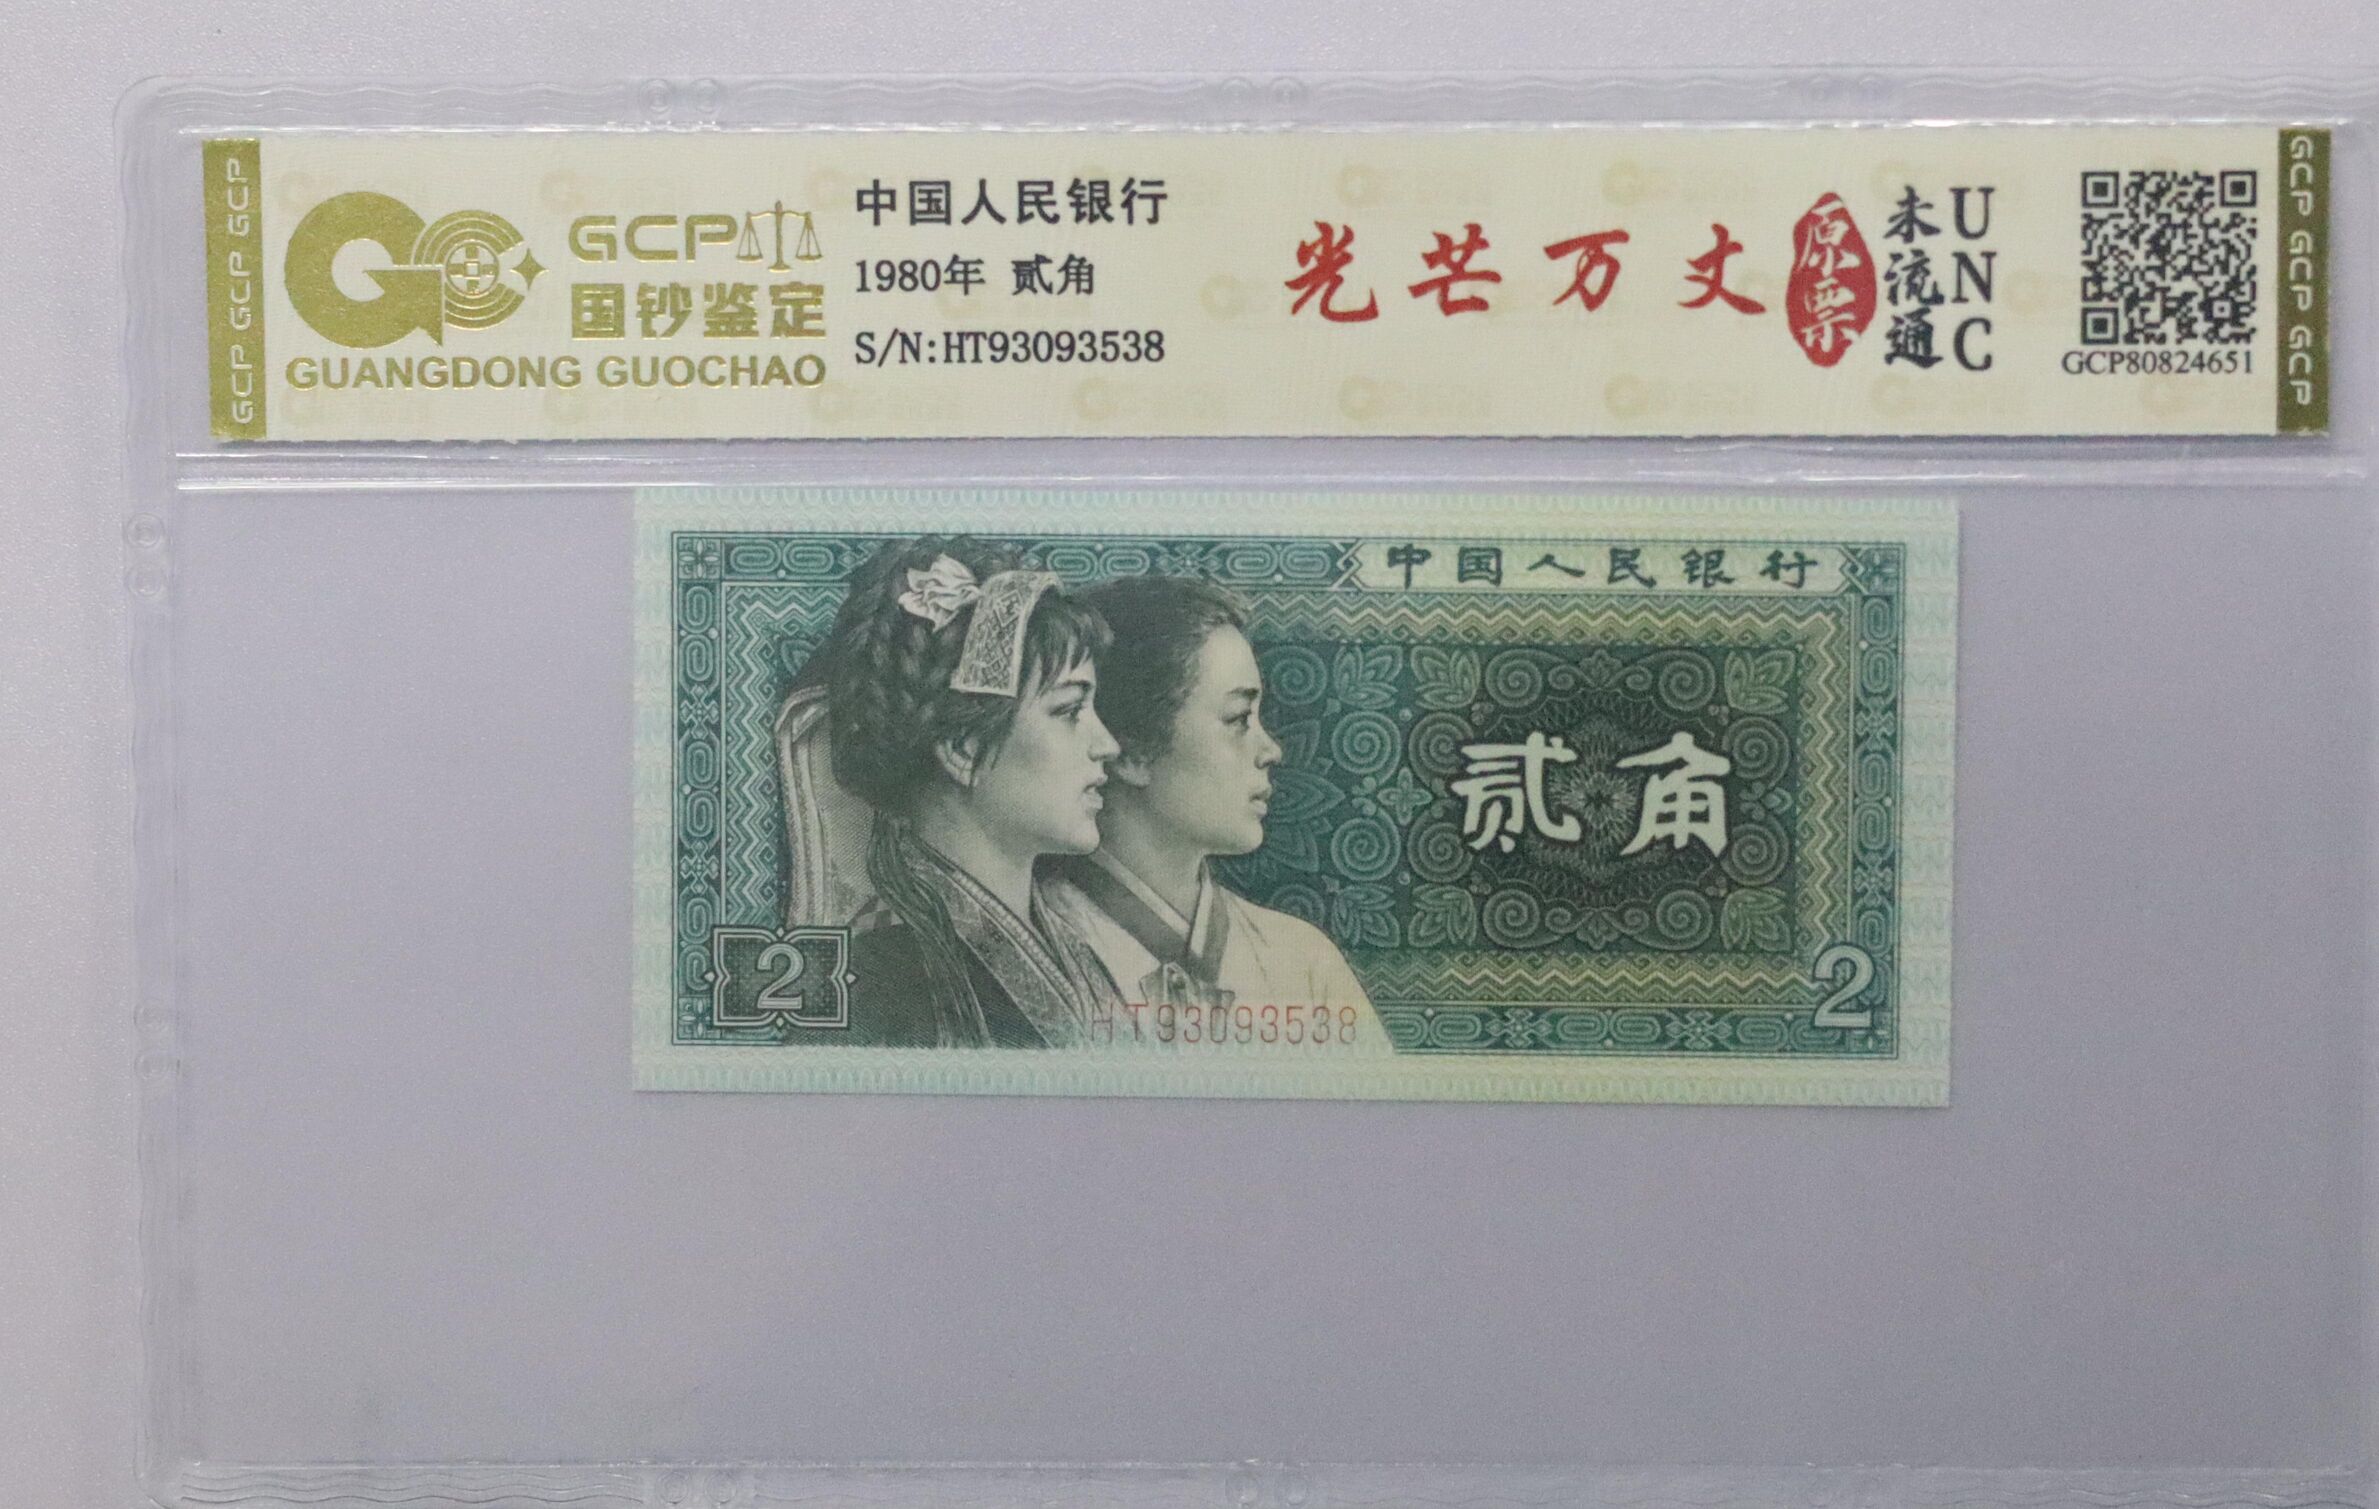 GCP GCP GCP
GCP
国钞鉴定
GUANGDONG GUOCHAO
中国人民银行
1980年 贰角
S/N:HT93093538
光芒万丈
原票
未流通
UNC
GCP80824651
GCP GCP GCP
中国人民银行
贰角
2
2
HT93093538